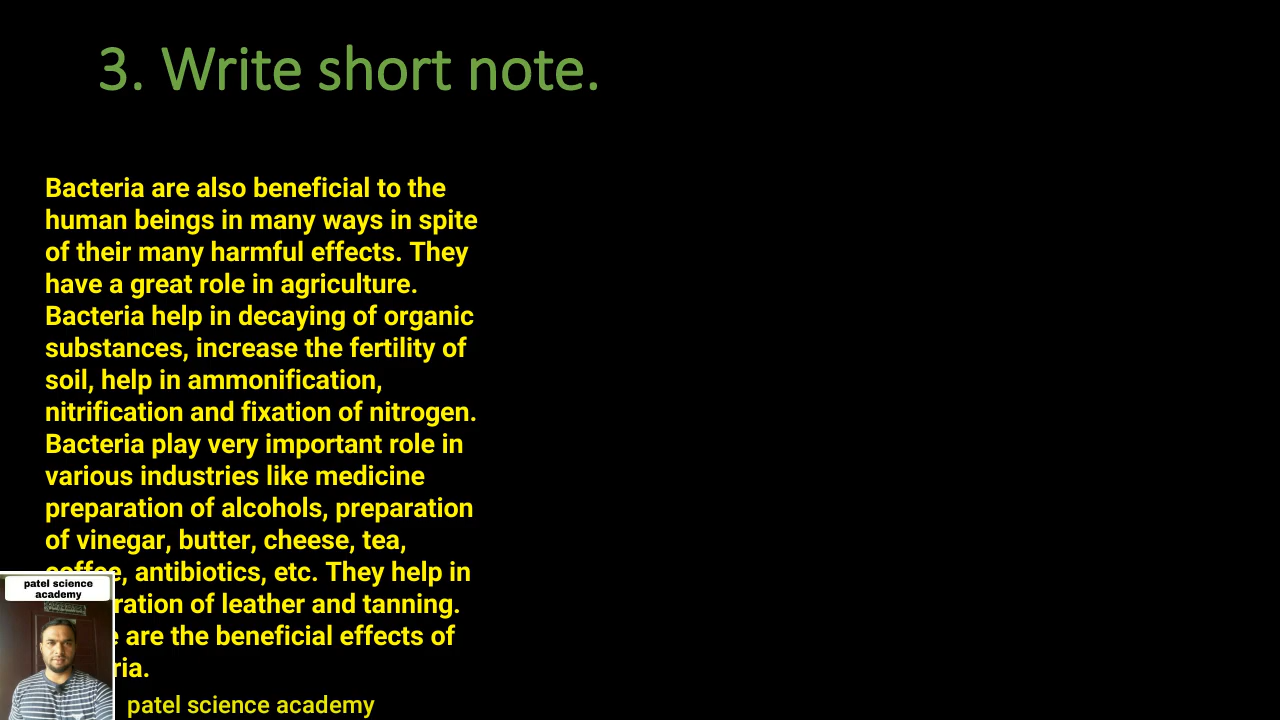 3. Write short note.
Bacteria are also beneficial to the
human beings in many ways in spite
of their many harmful effects. They
have a great role in agriculture.
Bacteria help in decaying of organic
substances, increase the fertility of
soil, help in ammonification,
nitrification and fixation of nitrogen.
Bacteria play very important role in
various industries like medicine
preparation of alcohols, preparation
of vinegar, butter, cheese, tea,
coffee, antibiotics, etc. They help in
ration of leather and tanning.
are the beneficial effects of
ria.
patel science
academy
patel science academy